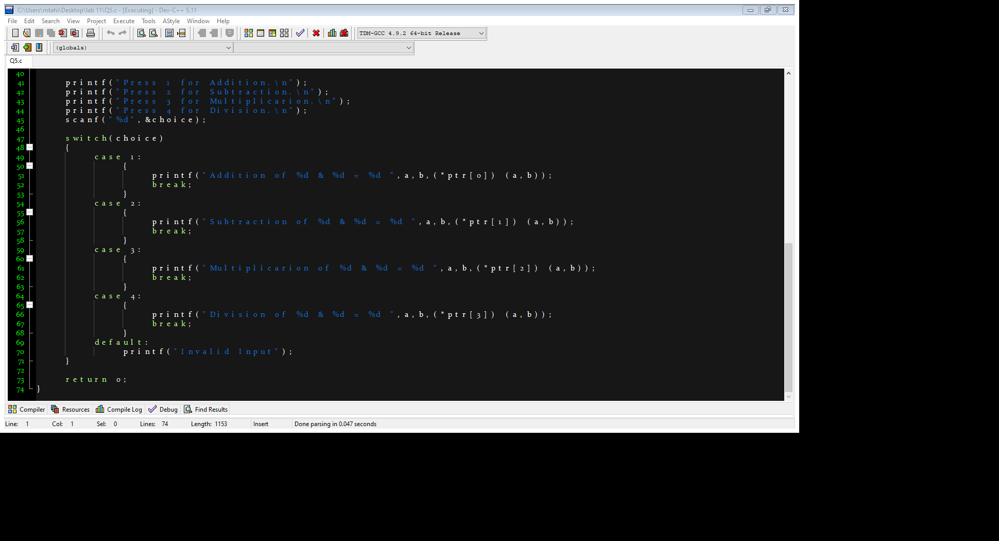 C:\Users\mtahi\Desktop\lab 11\Q5.c - [Executing] - Dev-C++ 5.11
File Edit Search View Project Execute Tools AStyle Window Help
TDM-GCC 4.9.2 64-bit Release
(globals)
Q5.c
40
41 printf("Press 1 for Addition.\n");
42 printf("Press 2 for Subtraction.\n");
43 printf("Press 3 for Multiplicarion.\n");
44 printf("Press 4 for Division.\n");
45 scanf("%d",&choice);
46
47 switch(choice)
48 {
49 case 1:
50 {
51 printf("Addition of %d & %d = %d ",a,b,(*ptr[0]) (a,b));
52 break;
53 }
54 case 2:
55 {
56 printf("Subtraction of %d & %d = %d ",a,b,(*ptr[1]) (a,b));
57 break;
58 }
59 case 3:
60 {
61 printf("Multiplicarion of %d & %d = %d ",a,b,(*ptr[2]) (a,b));
62 break;
63 }
64 case 4:
65 {
66 printf("Division of %d & %d = %d ",a,b,(*ptr[3]) (a,b));
67 break;
68 }
69 default:
70 printf("Invalid Input");
71 }
72
73 return 0;
74 }
Compiler Resources Compile Log Debug Find Results
Line: 1 Col: 1 Sel: 0 Lines: 74 Length: 1153 Insert Done parsing in 0.047 seconds